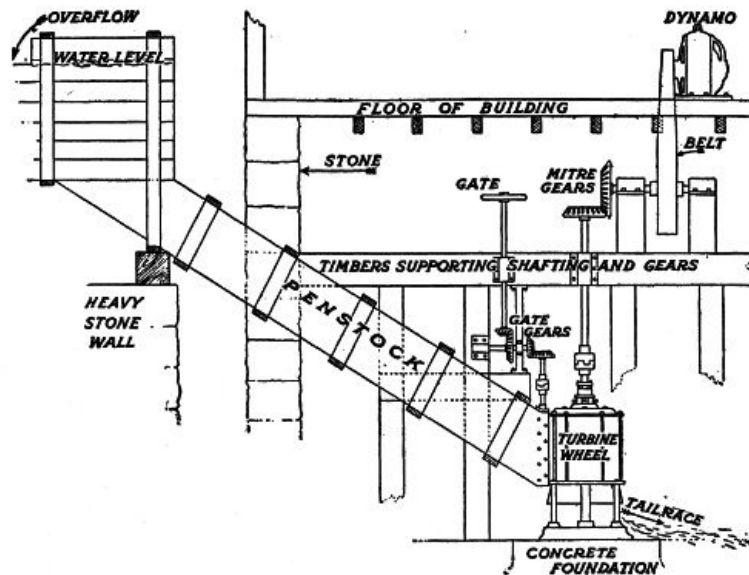 OVERFLOW
WATER LEVEL
DYNAMO
FLOOR OF BUILDING
BELT
STONE
GATE
MITRE
GEARS
TIMBERS SUPPORTING SHAFTING AND GEARS
HEAVY
STONE
WALL
PENSTOCK
GATE
GEARS
TURBINE
WHEEL
TAILRACE
CONCRETE
FOUNDATION